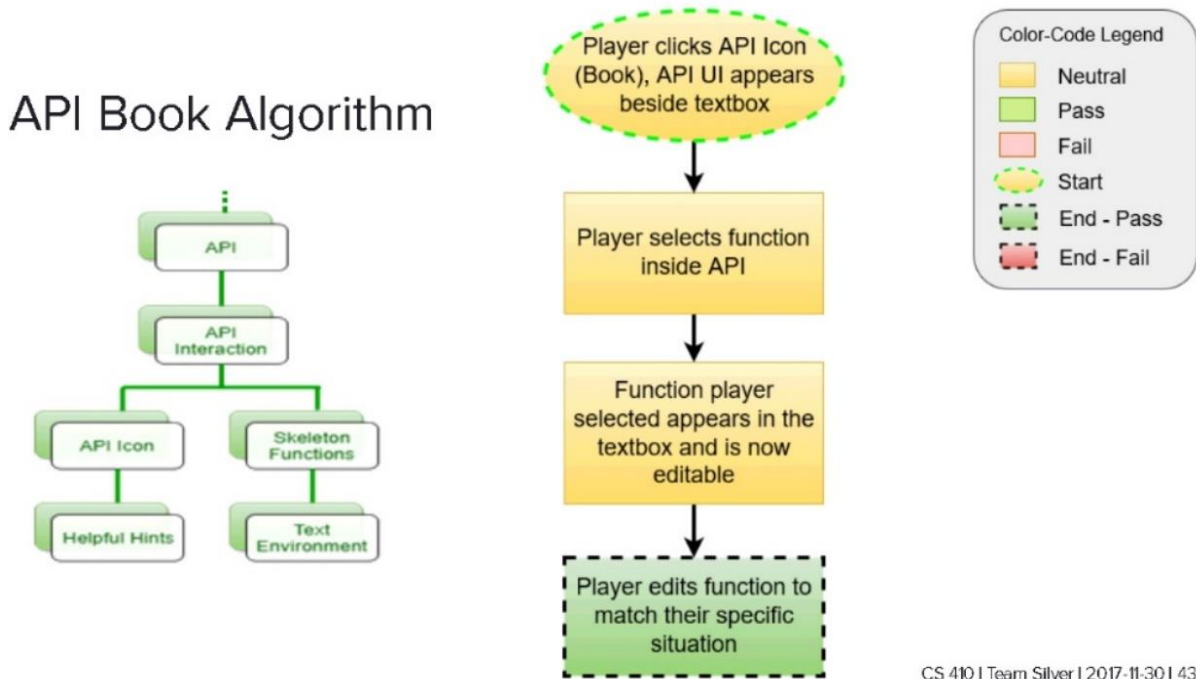 API Book Algorithm
API
API
Interaction
API Icon
Skeleton
Functions
Helpful Hints
Text
Environment
Player clicks API Icon
(Book), API UI appears
beside textbox
Player selects function
inside API
Function player
selected appears in the
textbox and is now
editable
Player edits function to
match their specific
situation
Color-Code Legend
Neutral
Pass
Fail
Start
End - Pass
End - Fail
CS 410 | Team Silver | 2017-11-30 | 43